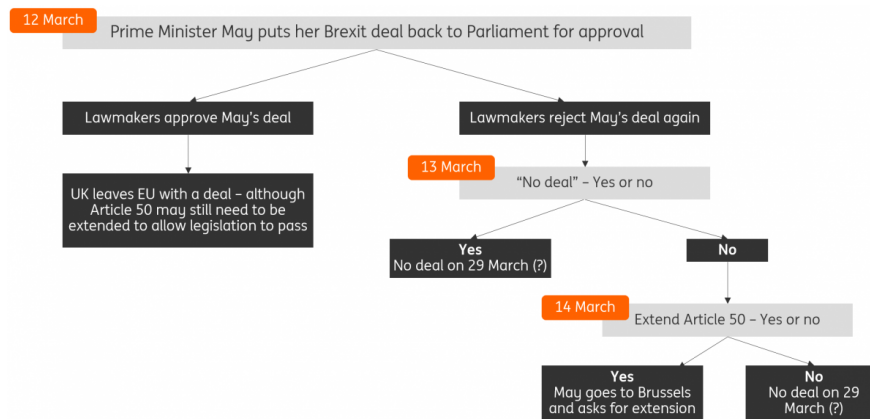 12 March
Prime Minister May puts her Brexit deal back to Parliament for approval
Lawmakers approve May's deal
Lawmakers reject May's deal again
13 March
UK leaves EU with a deal – although
Article 50 may still need to be
extended to allow legislation to pass
"No deal" – Yes or no
Yes
No deal on 29 March (?)
No
14 March
Extend Article 50 – Yes or no
Yes
May goes to Brussels
and asks for extension
No
No deal on 29
March (?)